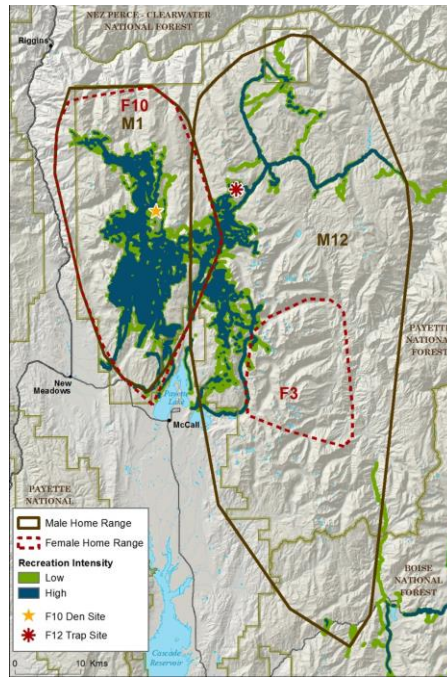 NEZ PERCE - CLEARWATER
NATIONAL FOREST
Riggins
F10
M1
M12
PAYETTE
NATIONAL
FOREST
New
Meadows
Payette
Lake
F3
McCall
PAYETTE
NATIONAL
Male Home Range
Female Home Range
Recreation Intensity
Low
High
F10 Den Site
F12 Trap Site
BOISE
NATIONAL
FOREST
Cascade
Reservoir
0 10 Kms